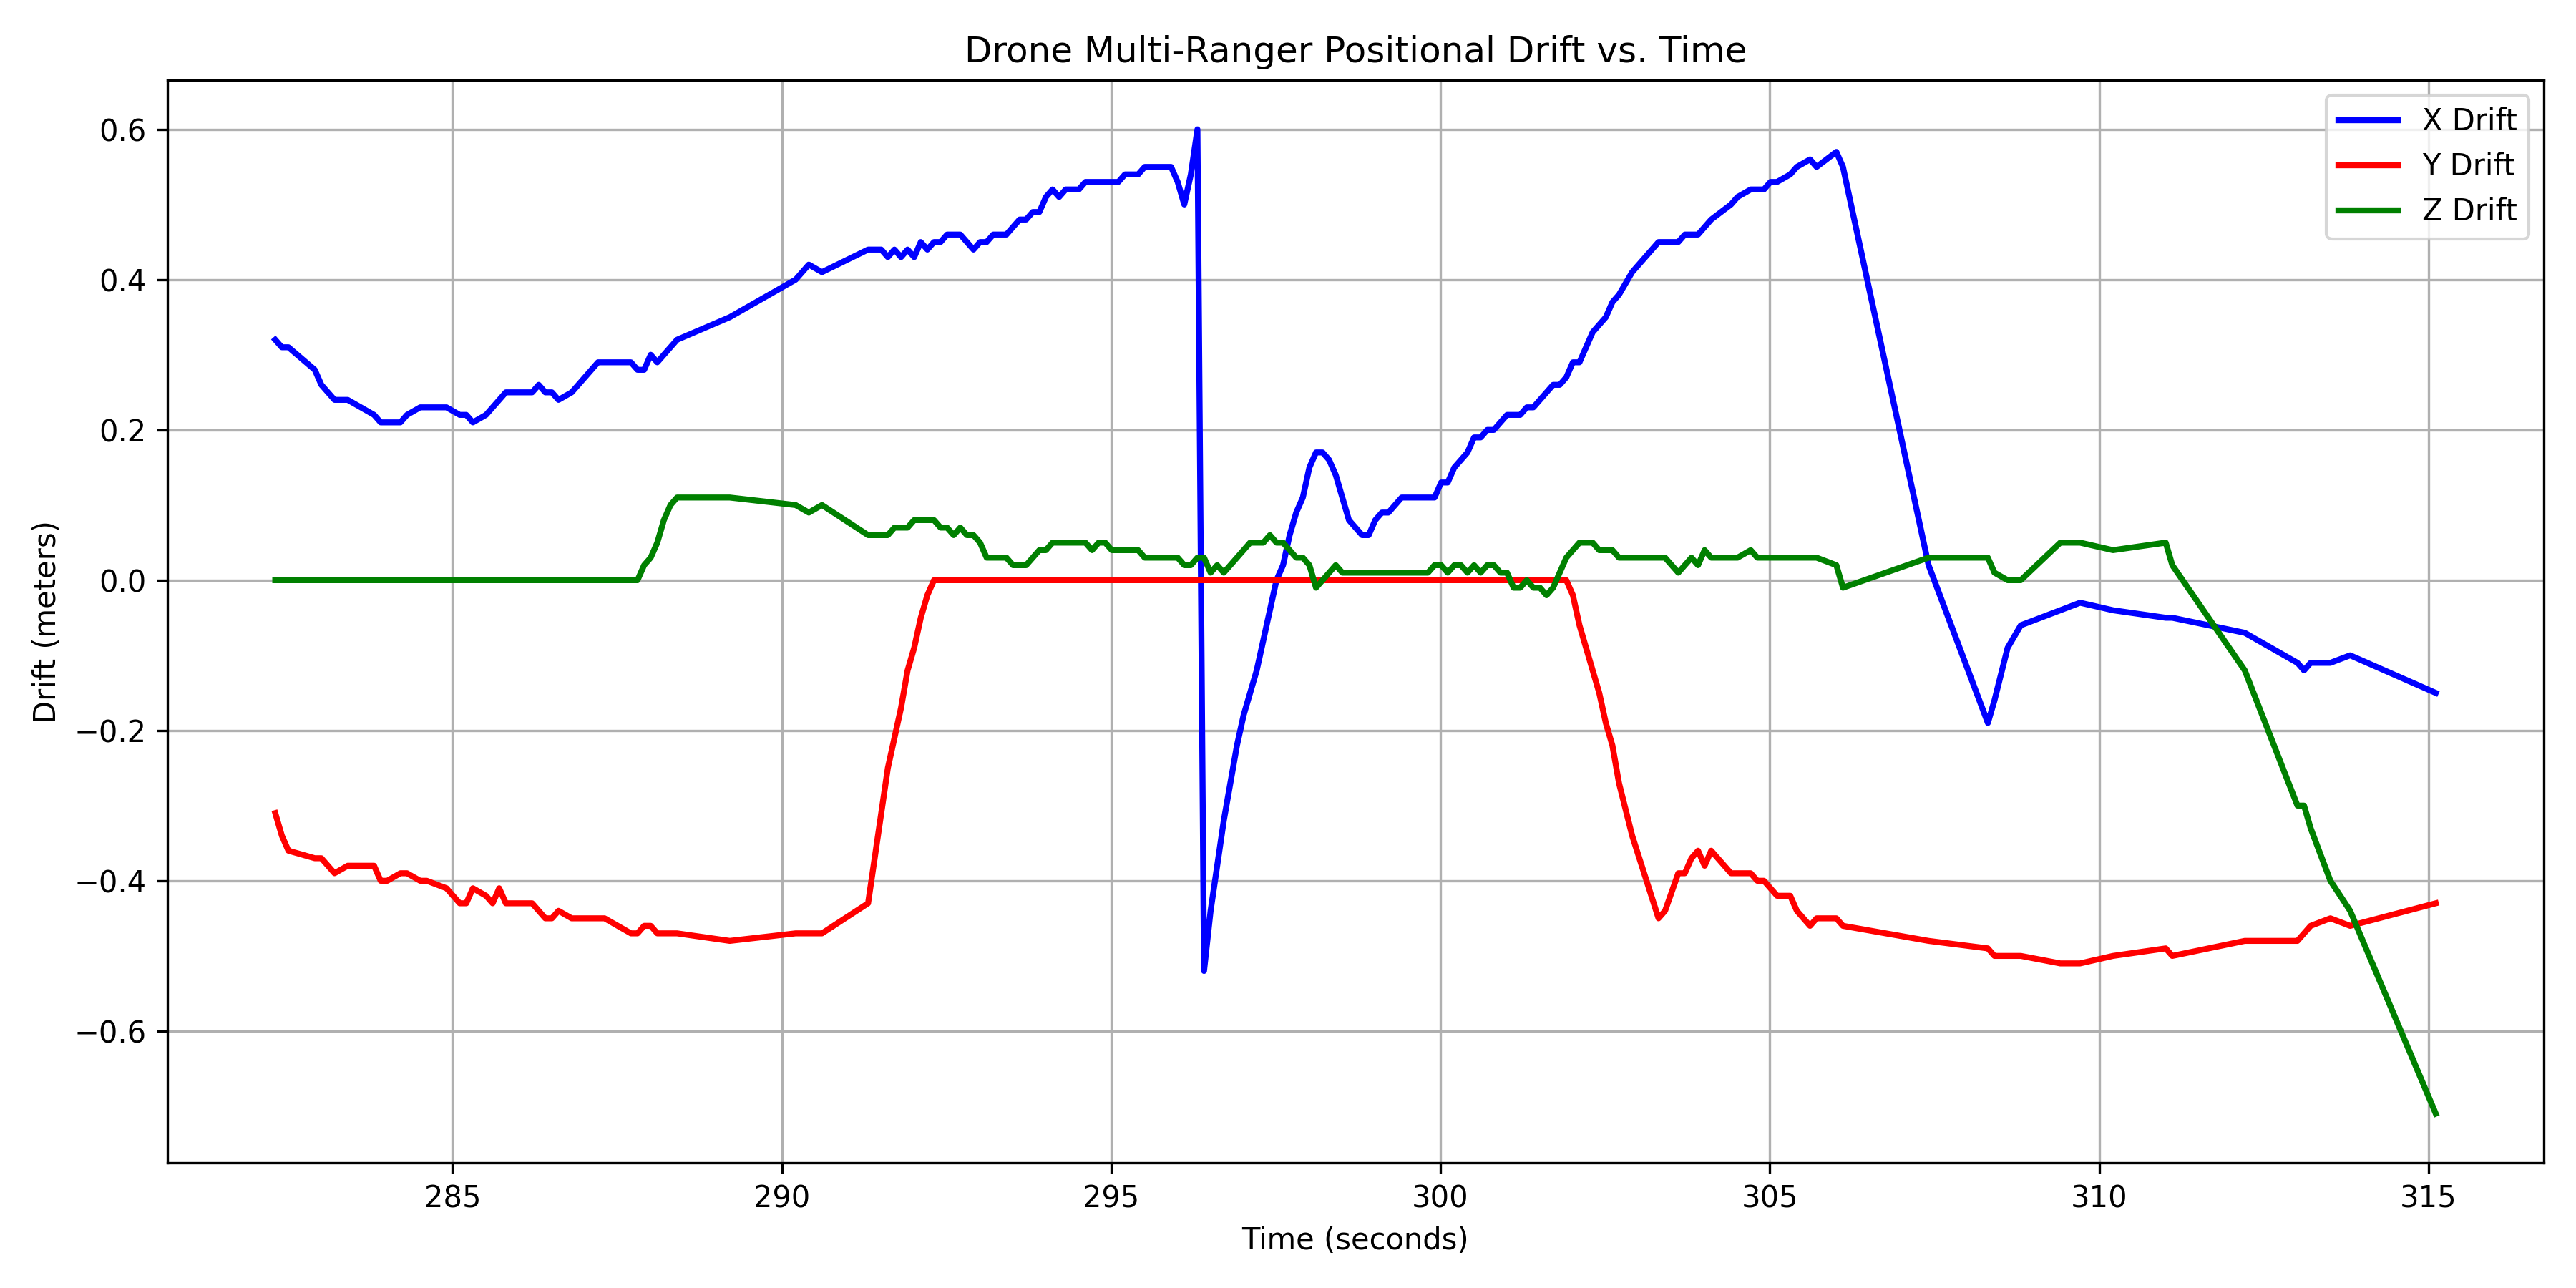 Drone Multi-Ranger Positional Drift vs. Time
X Drift
Y Drift
Z Drift
Drift (meters)
0.6
0.4
0.2
0.0
−0.2
−0.4
−0.6
285
290
295
300
305
310
315
Time (seconds)